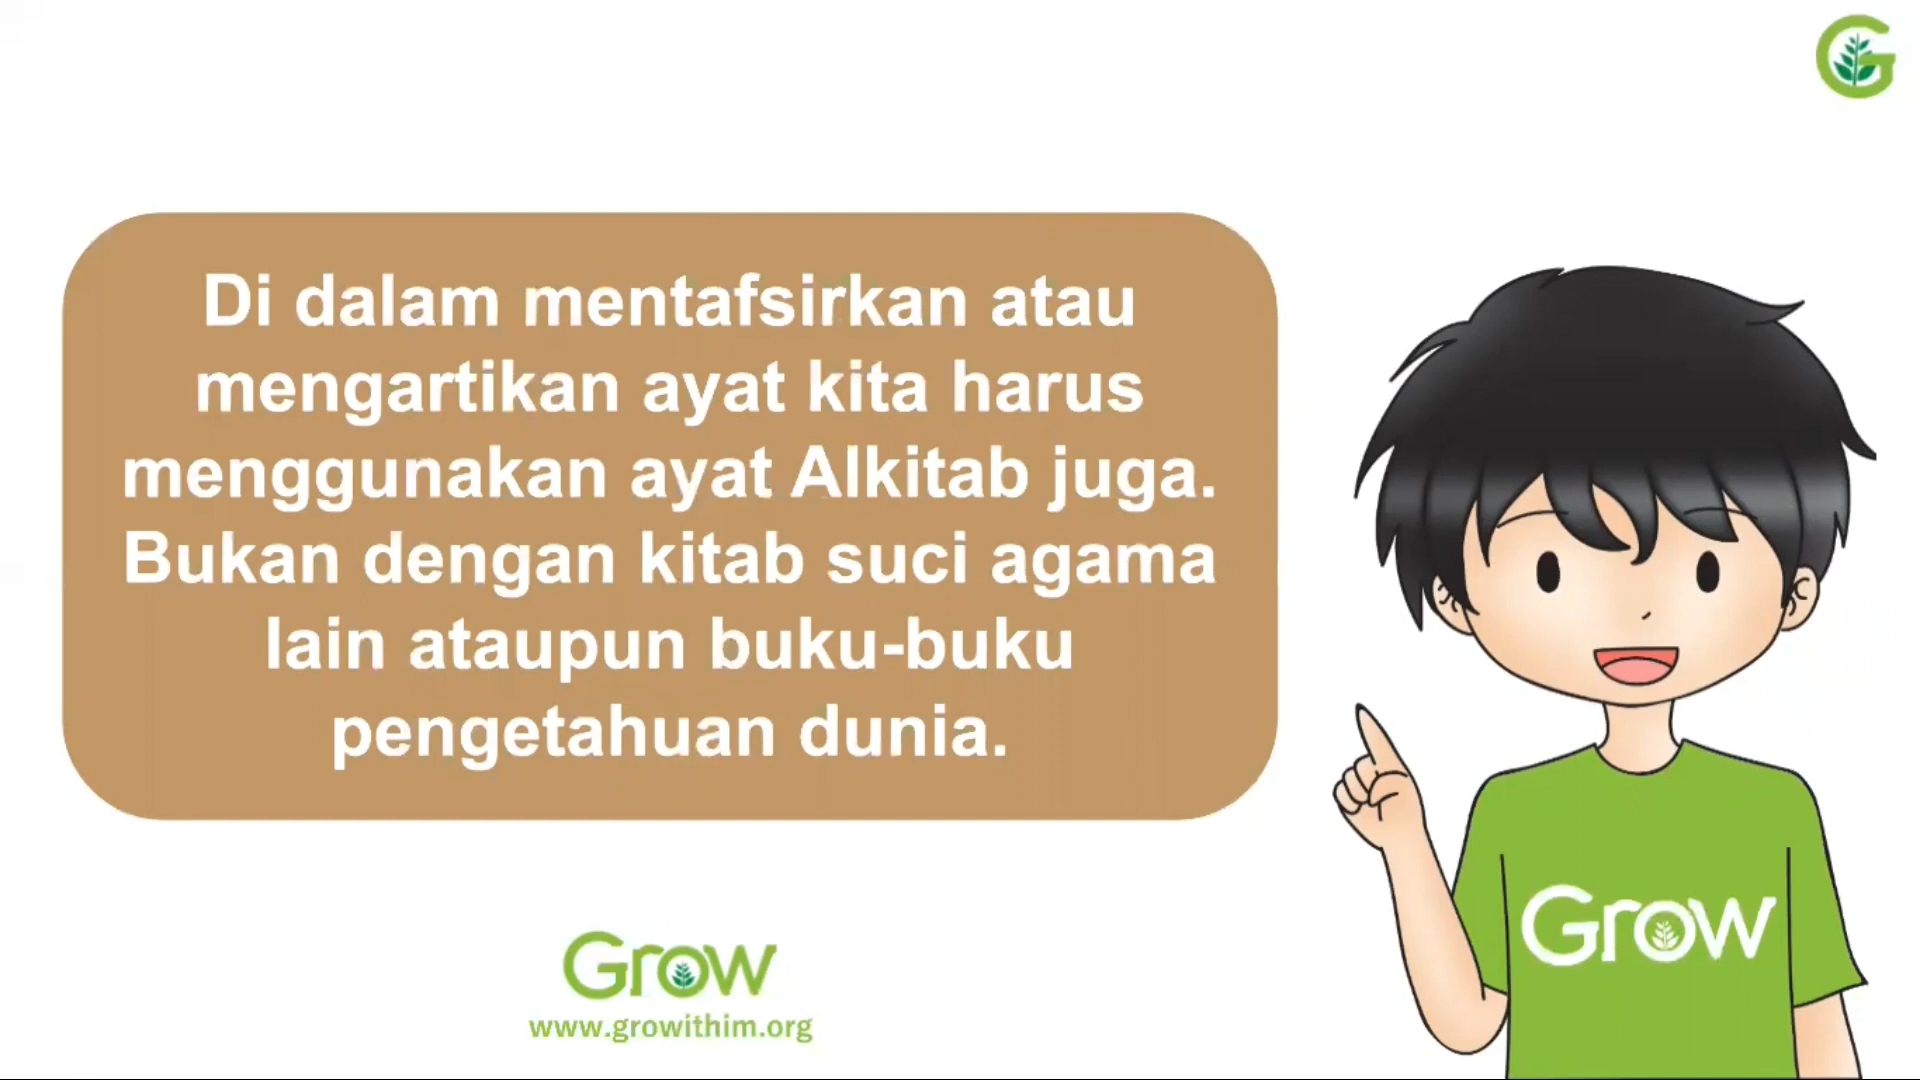 Di dalam mentafsirkan atau
mengartikan ayat kita harus
menggunakan ayat Alkitab juga.
Bukan dengan kitab suci agama
lain ataupun buku-buku
pengetahuan dunia.
Grow
Grow
www.growithim.org